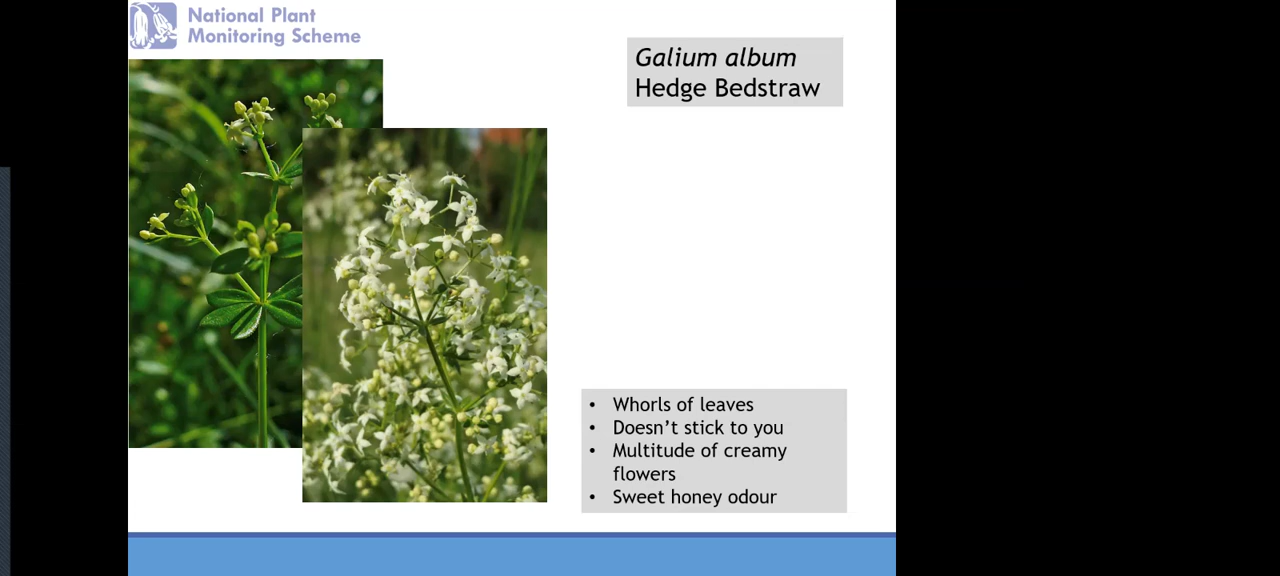 National Plant
Monitoring Scheme
Galium album
Hedge Bedstraw
• Whorls of leaves
• Doesn’t stick to you
• Multitude of creamy
flowers
• Sweet honey odour